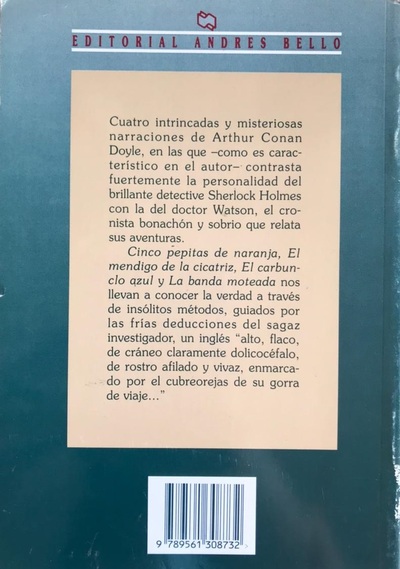 EDITORIAL ANDRES BELLO
Cuatro intrincadas y misteriosas
narraciones de Arthur Conan
Doyle, en las que –como es carac-
terístico en el autor– contrasta
fuertemente la personalidad del
brillante detective Sherlock Holmes
con la del doctor Watson, el cro-
nista bonachón y sobrio que relata
sus aventuras.
Cinco pepitas de naranja, El
mendigo de la cicatriz, El carbun-
clo azul y La banda moteada nos
llevan a conocer la verdad a través
de insólitos métodos, guiados por
las frías deducciones del sagaz
investigador, un inglés “alto, flaco,
de cráneo claramente dolicocéfalo,
de rostro afilado y vivaz, enmarca-
do por el cubreorejas de su gorra
de viaje...”
9 789561 308732